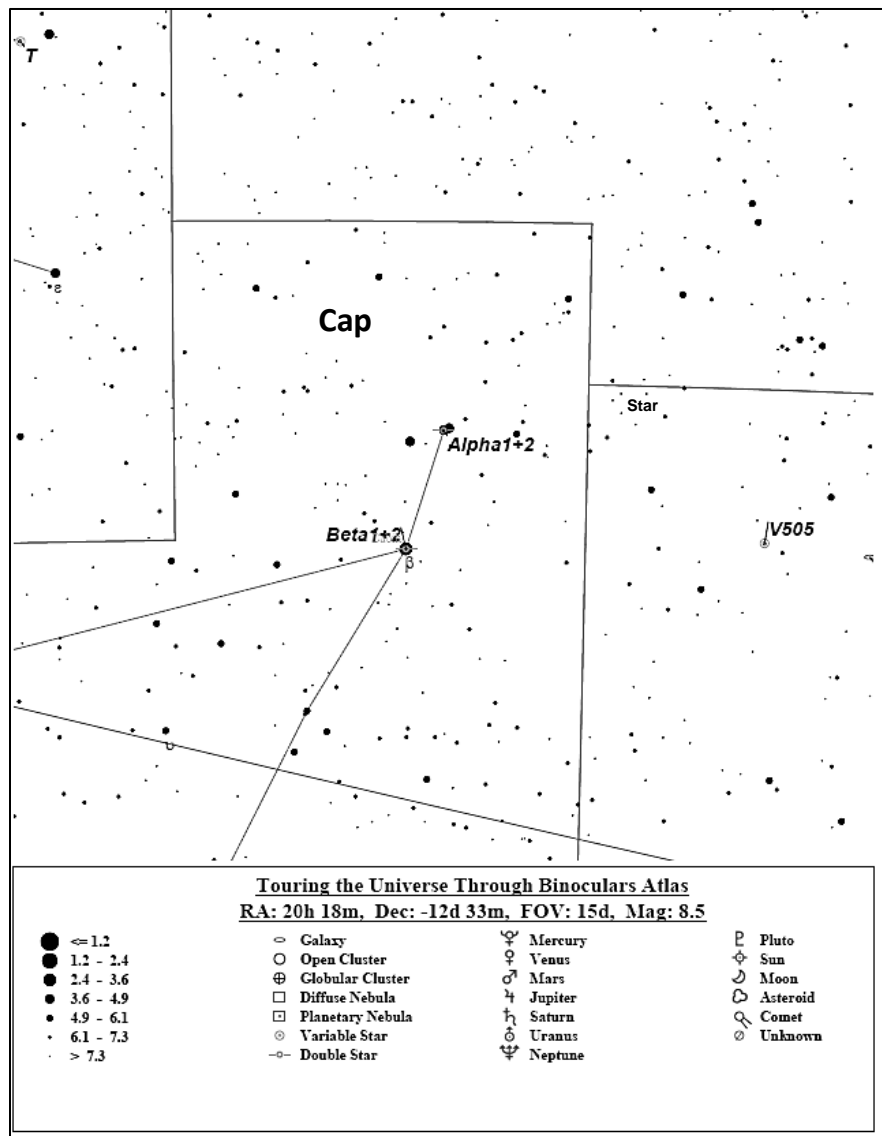 T
ε
Cap
Star
Alpha1+2
Beta1+2
V505
β
υ
Touring the Universe Through Binoculars Atlas
RA: 20h 18m, Dec: -12d 33m, FOV: 15d, Mag: 8.5
<= 1.2
1.2 - 2.4
2.4 - 3.6
3.6 - 4.9
4.9 - 6.1
6.1 - 7.3
> 7.3
Galaxy
Open Cluster
Globular Cluster
Diffuse Nebula
Planetary Nebula
Variable Star
Double Star
Mercury
Venus
Mars
Jupiter
Saturn
Uranus
Neptune
Pluto
Sun
Moon
Asteroid
Comet
Unknown